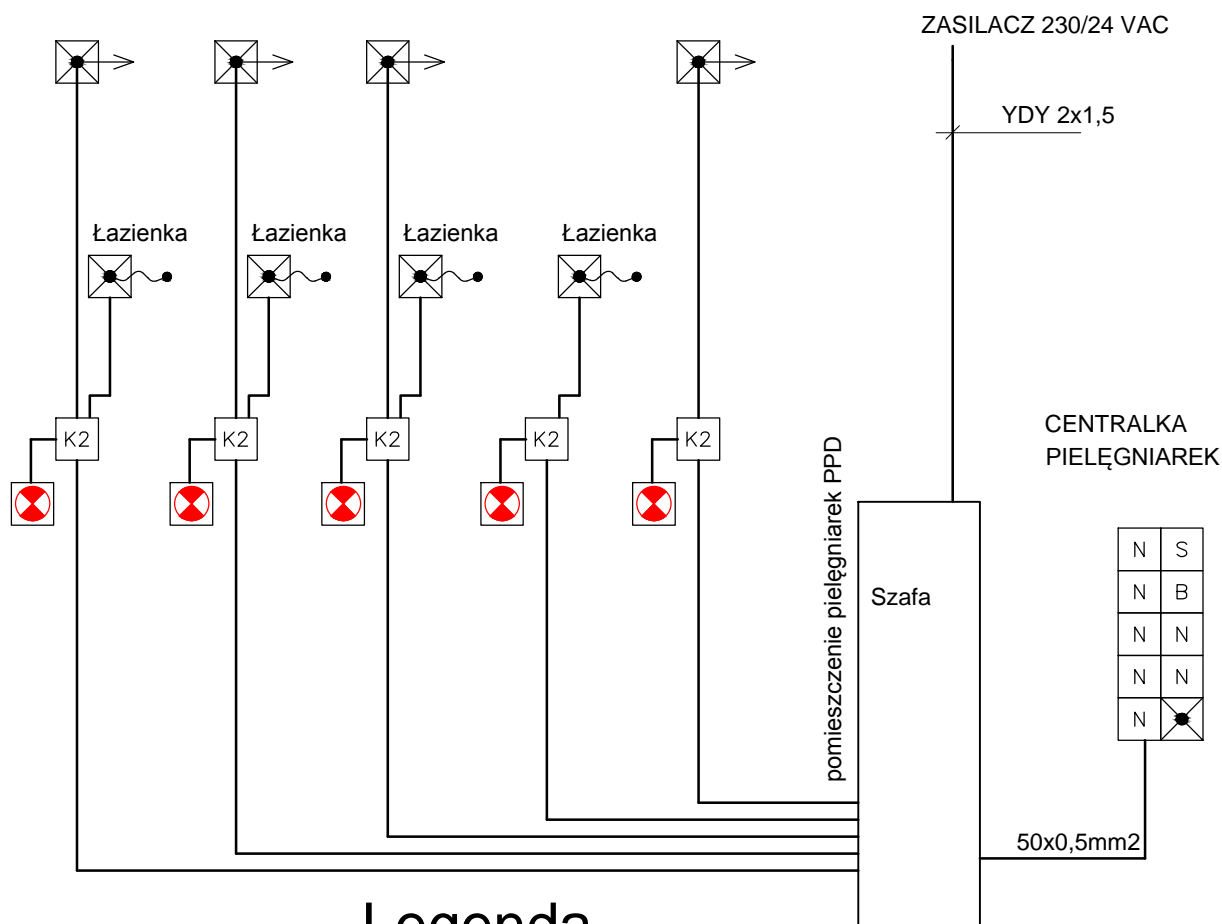 ZASILACZ 230/24 VAC
YDY 2x1,5
Łazienka Łazienka Łazienka Łazienka
K2 K2 K2 K2 K2
CENTRALKA
PIELĘGNIAREK
pomieszczenie pielęgniarek PPD
Szafa
N S
N B
N N
N N
N
50x0,5mm2
Legenda